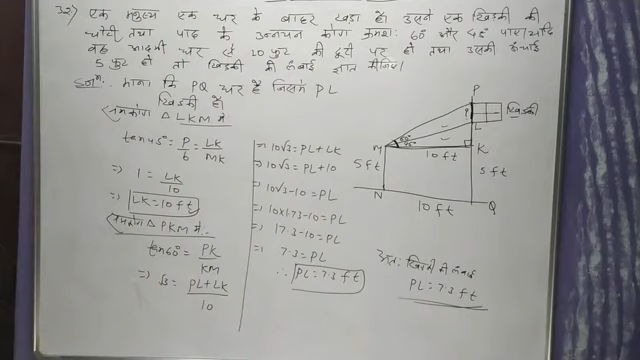 32) एक मनुष्य एक घर के बाहर खड़ा है। उसने एक खिड़की की
चोटी तथा पाद के उन्नयन कोण क्रमशः 60° और 45° पाया। यदि
वह आदमी घर से 10 फुट की दूरी पर हो तथा उसकी ऊंचाई
5 फुट हो तो खिड़की की लंबाई ज्ञात कीजिए।
माना कि PQ घर है जिसमें PL
खिड़की है।
समकोण Δ LKM में
tan45° = P/b = LK/MK
⇒ 1 = LK/10
⇒ LK = 10 ft
समकोण Δ PKM में
tan60° = PK/KM
⇒ √3 = PL+LK/10
⇒ 10√3 = PL+LK
⇒ 10√3 = PL+10
⇒ 10√3-10 = PL
⇒ 10×1.73-10 = PL
⇒ 17.3-10 = PL
⇒ 7.3 = PL
∴ PL = 7.3 ft
P
खिड़की
L
M
60°
45°
K
10 ft
5 ft
5 ft
N
10 ft
Q
अतः खिड़की की लंबाई
PL = 7.3 ft